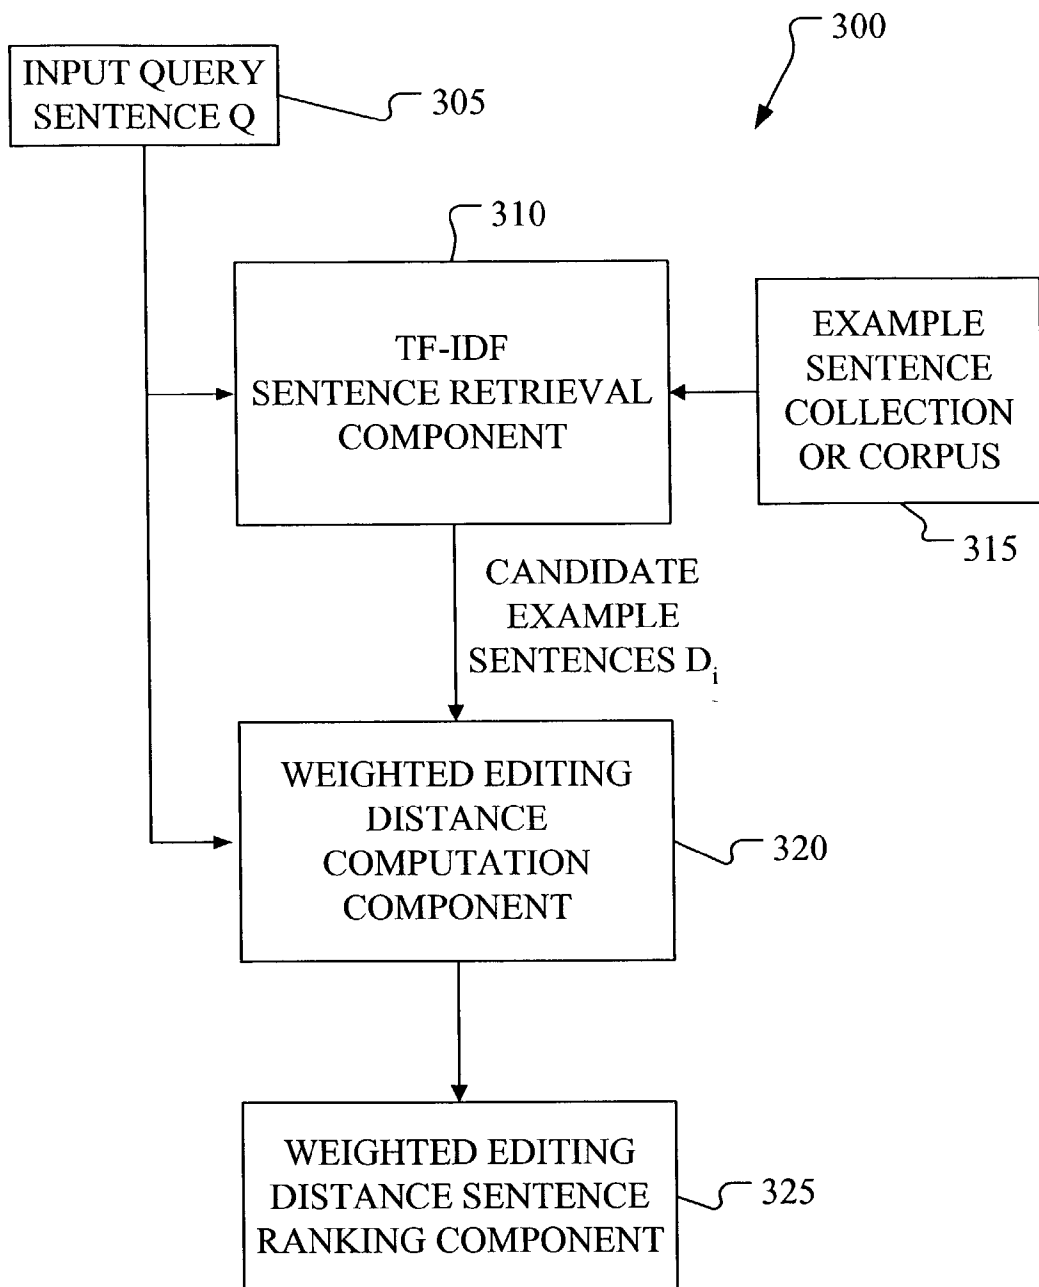 300
INPUT QUERY
SENTENCE Q
305
310
TF-IDF
SENTENCE RETRIEVAL
COMPONENT
EXAMPLE
SENTENCE
COLLECTION
OR CORPUS
315
CANDIDATE
EXAMPLE
SENTENCES Di
WEIGHTED EDITING
DISTANCE
COMPUTATION
COMPONENT
320
WEIGHTED EDITING
DISTANCE SENTENCE
RANKING COMPONENT
325